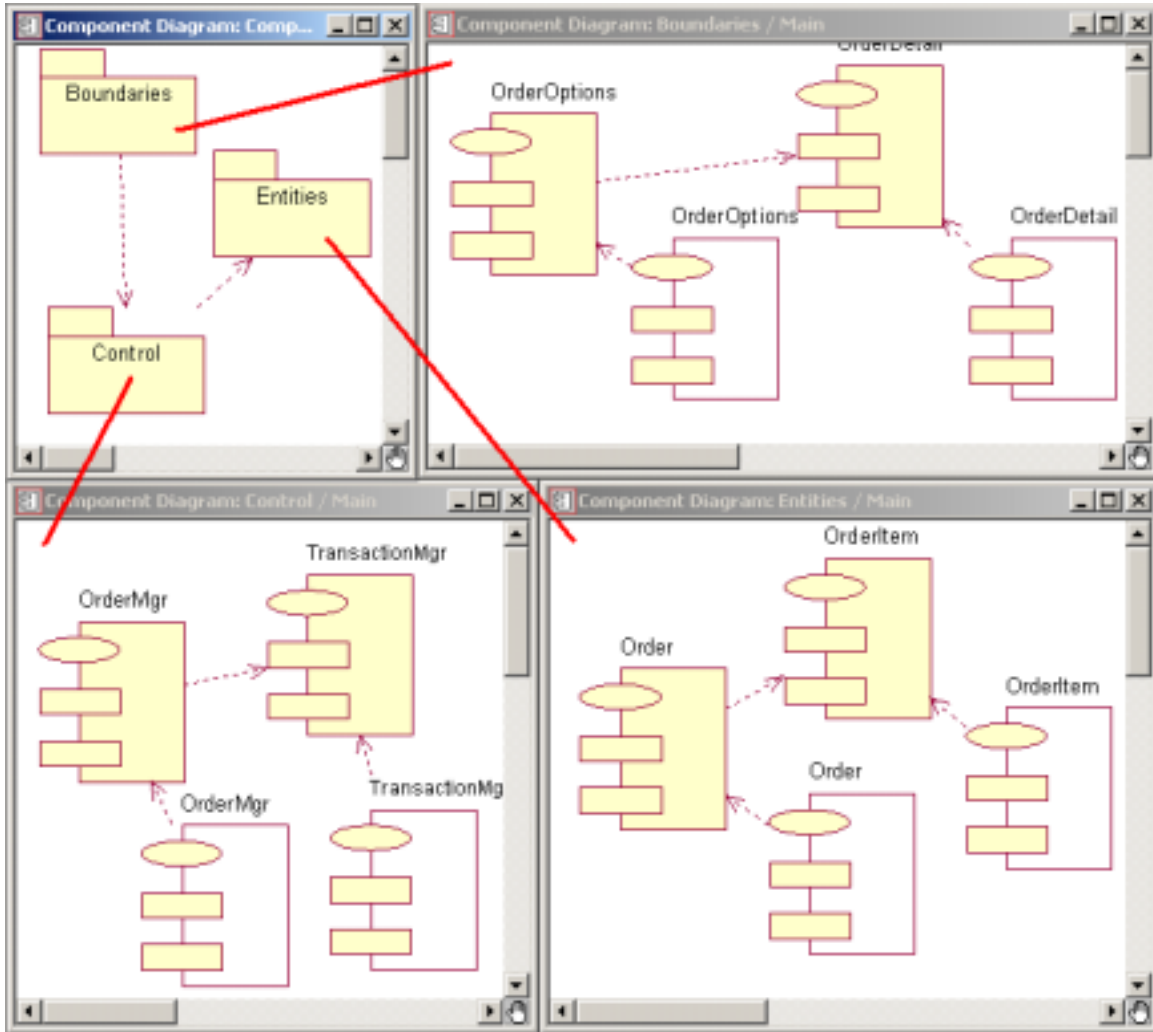 Component Diagram: Comp...
Boundaries
Entities
Control
Component Diagram: Boundaries / Main
OrderDetail
OrderOptions
OrderOptions
OrderDetail
Component Diagram: Control / Main
TransactionMgr
OrderMgr
TransactionMg
OrderMgr
Component Diagram: Entities / Main
OrderItem
Order
OrderItem
Order